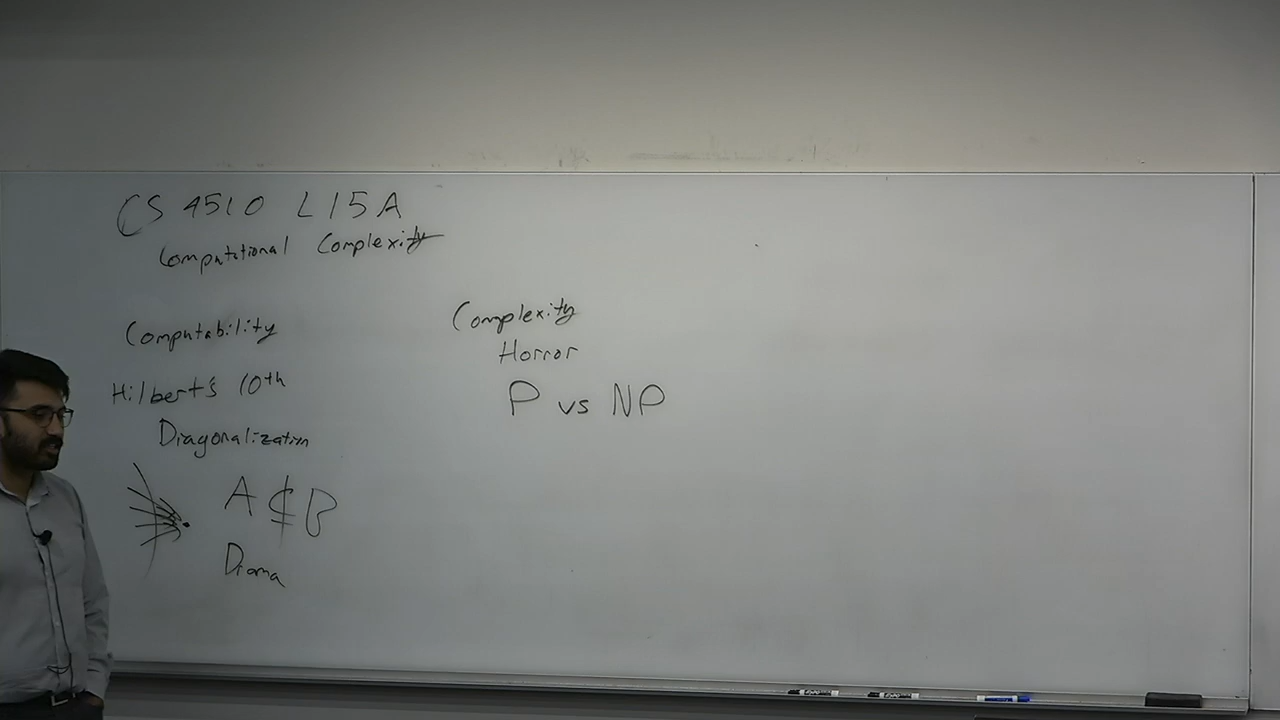 CS 4510 L15A
Computational Complexity
Computability
Hilbert's 10th
Diagonalization
A ⊄ B
Drama
Complexity
Horror
P vs NP